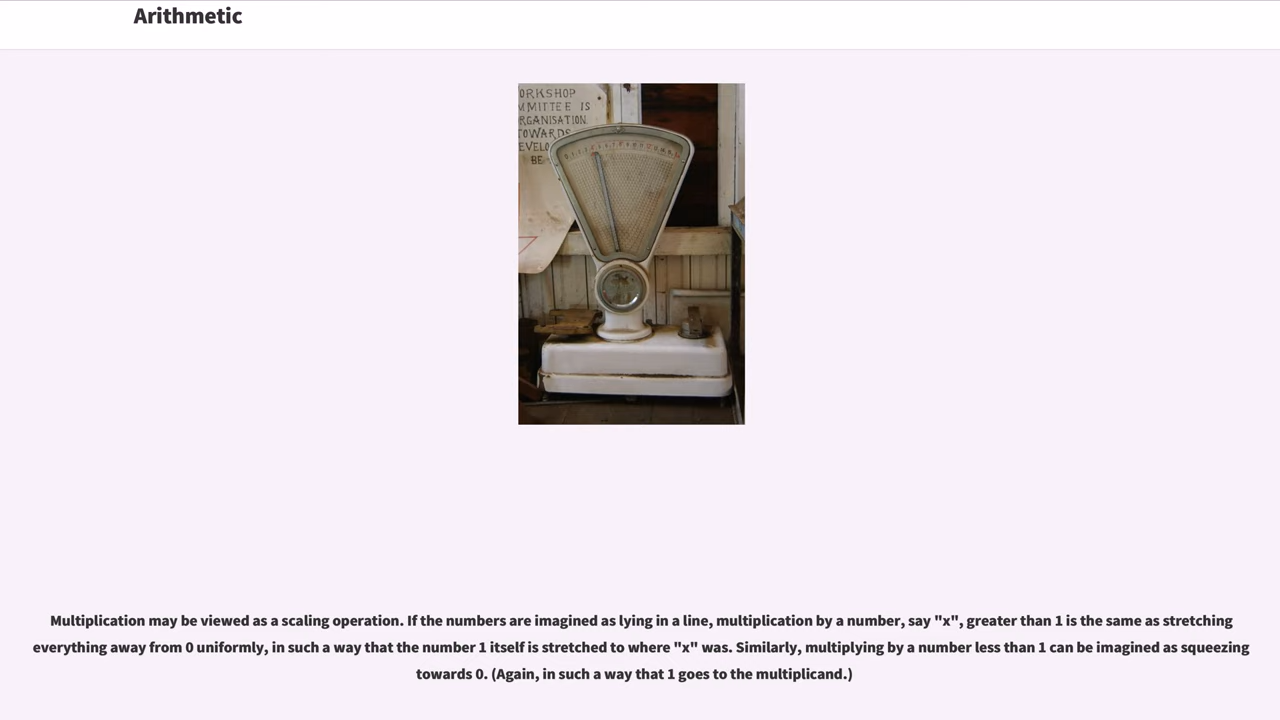 Arithmetic
ORKSHOP
MMITTEE IS
RGANISATION
TOWARDS
EVELO
BE
Multiplication may be viewed as a scaling operation. If the numbers are imagined as lying in a line, multiplication by a number, say "x", greater than 1 is the same as stretching
everything away from 0 uniformly, in such a way that the number 1 itself is stretched to where "x" was. Similarly, multiplying by a number less than 1 can be imagined as squeezing
towards 0. (Again, in such a way that 1 goes to the multiplicand.)